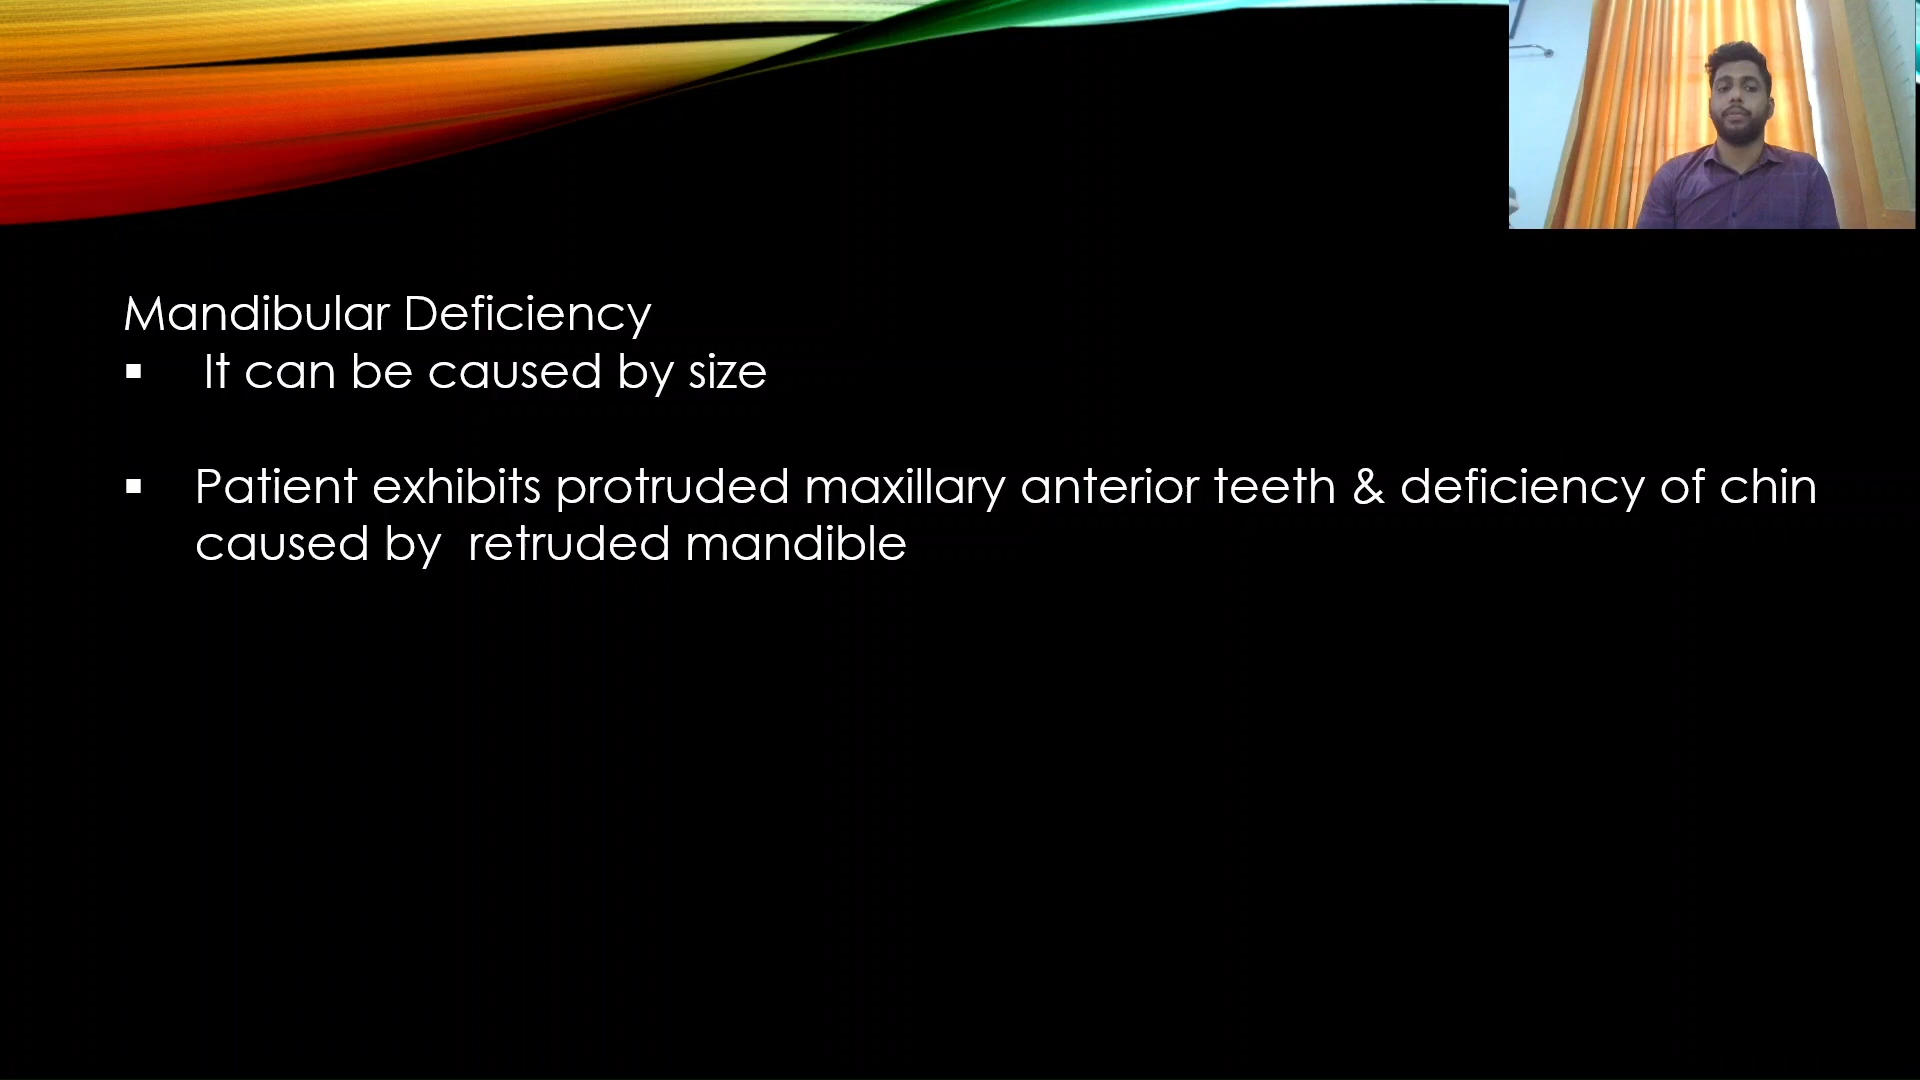 Mandibular Deficiency
▪ It can be caused by size
▪ Patient exhibits protruded maxillary anterior teeth & deficiency of chin
caused by retruded mandible